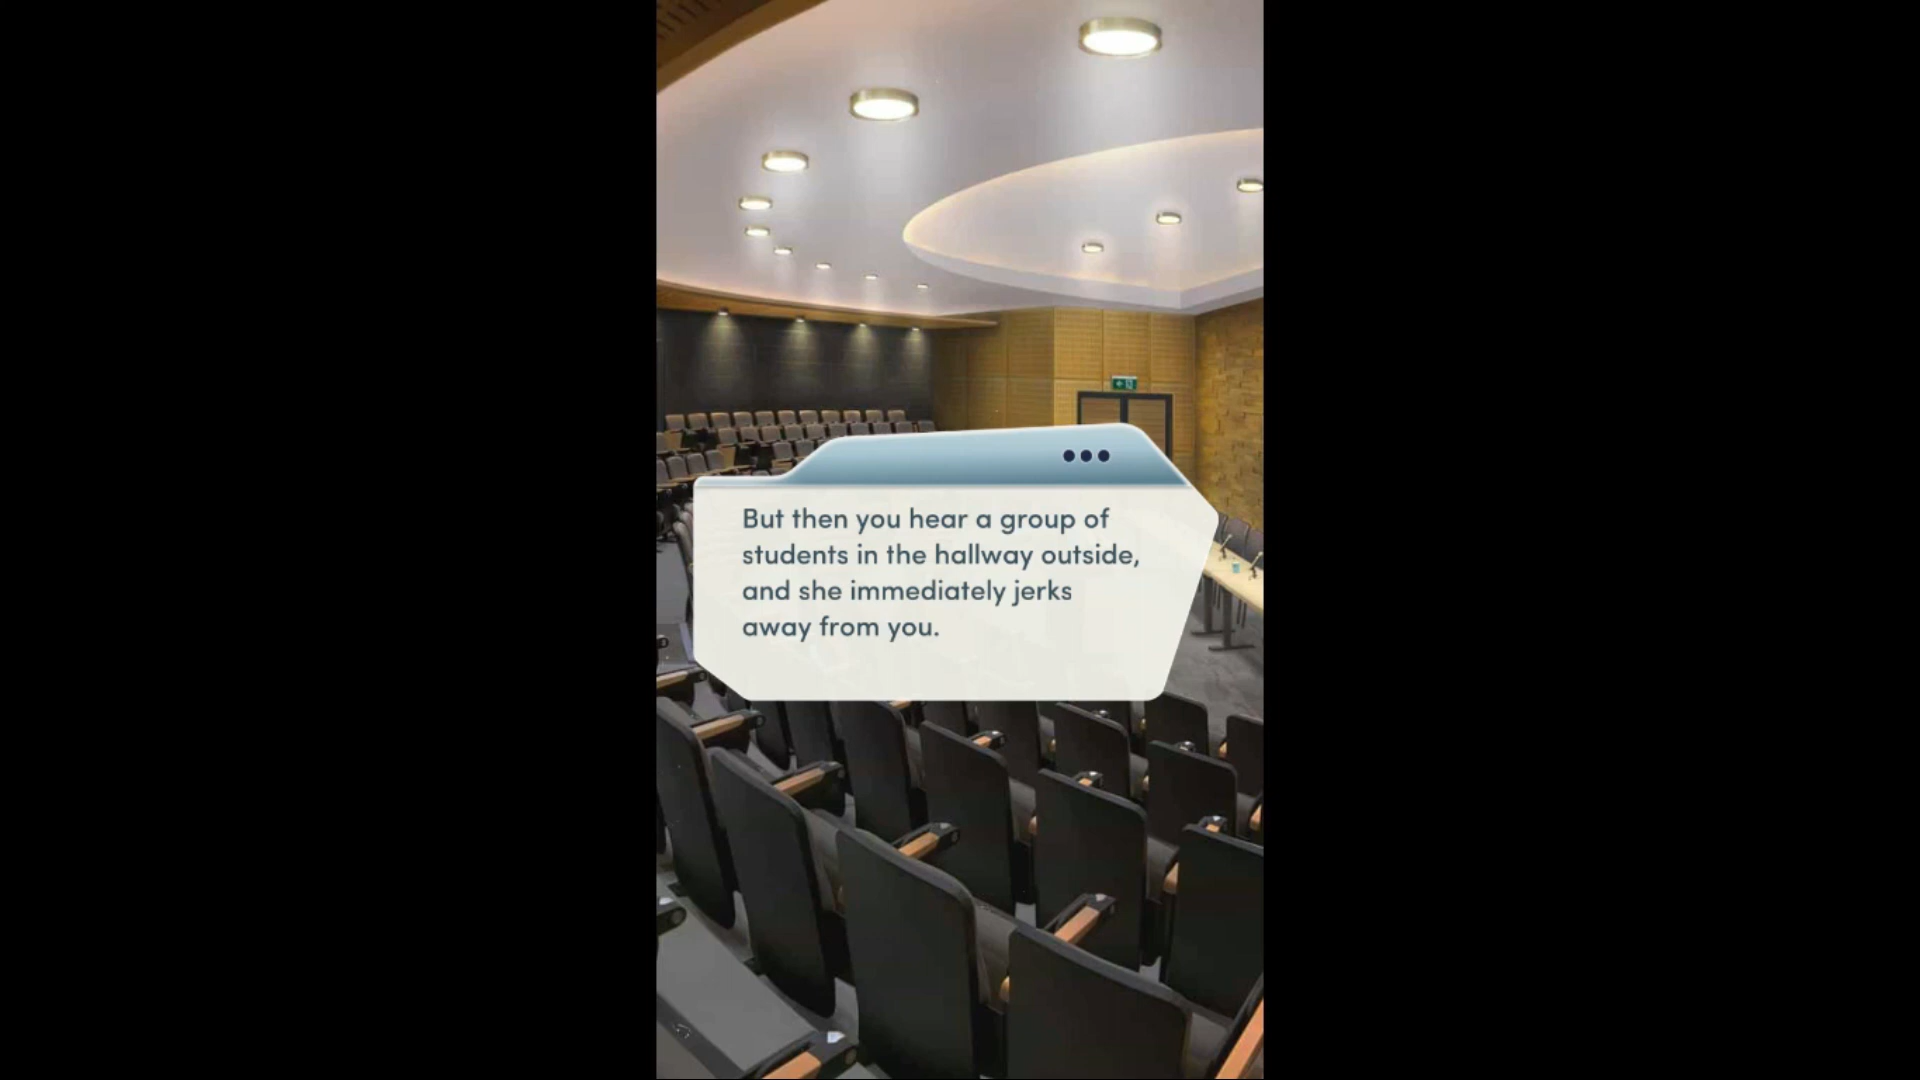 But then you hear a group of
students in the hallway outside,
and she immediately jerks
away from you.